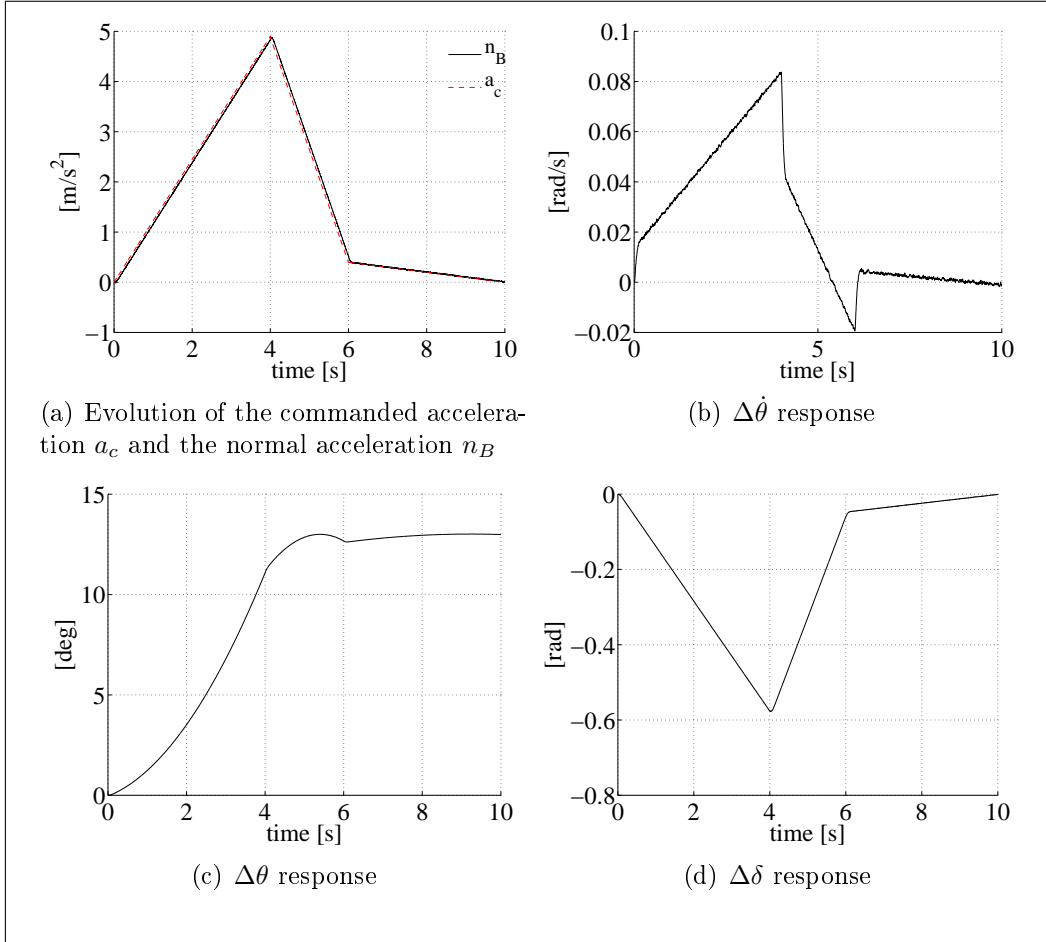 5
4
3
2
1
0
–1
[m/s²]
0 2 4 6 8 10
time [s]
n_B
a_c
(a) Evolution of the commanded accelera-
tion a_c and the normal acceleration n_B
0.1
0.08
0.06
0.04
0.02
0
–0.02
[rad/s]
0 5 10
time [s]
(b) Δθ̇ response
15
10
5
0
[deg]
0 2 4 6 8 10
time [s]
(c) Δθ response
0
–0.2
–0.4
–0.6
–0.8
[rad]
0 2 4 6 8 10
time [s]
(d) Δδ response